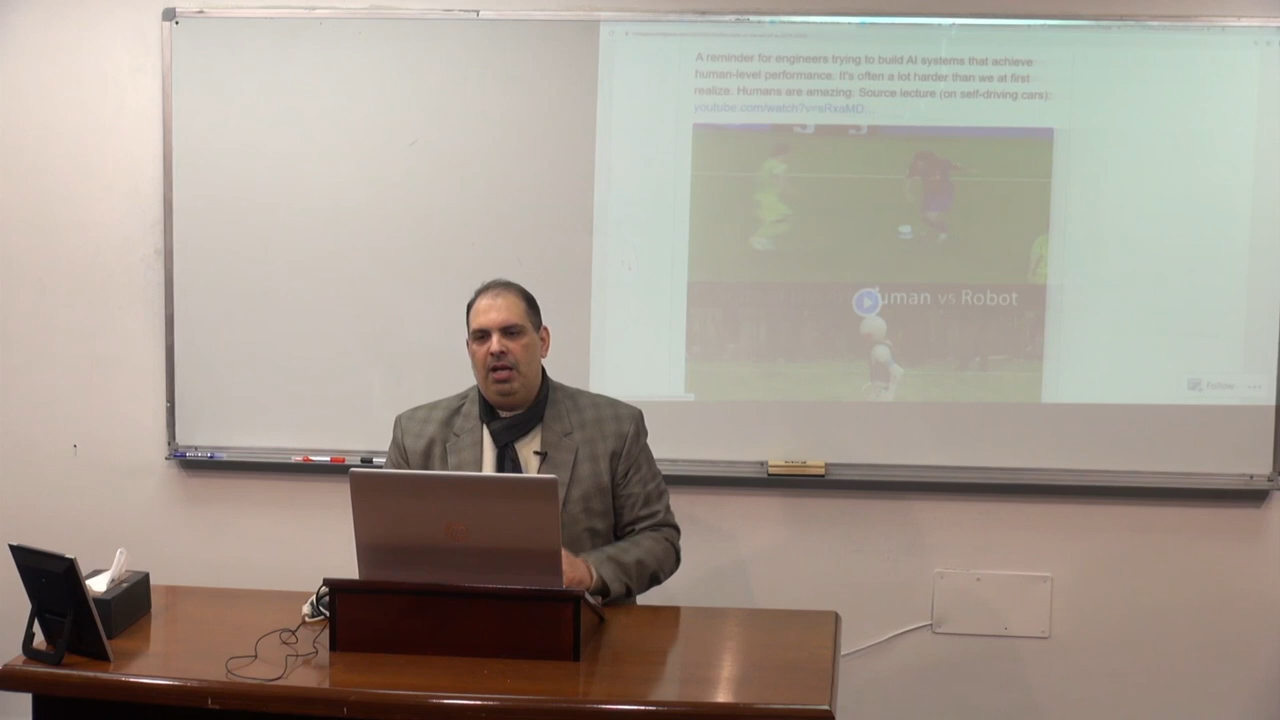 A reminder for engineers trying to build AI systems that achieve
human-level performance. It's often a lot harder than we at first
realize. Humans are amazing. Source lecture (on self-driving cars):
youtube.com/watch?v=sRxaMD
uman vs Robot
Follow
hp